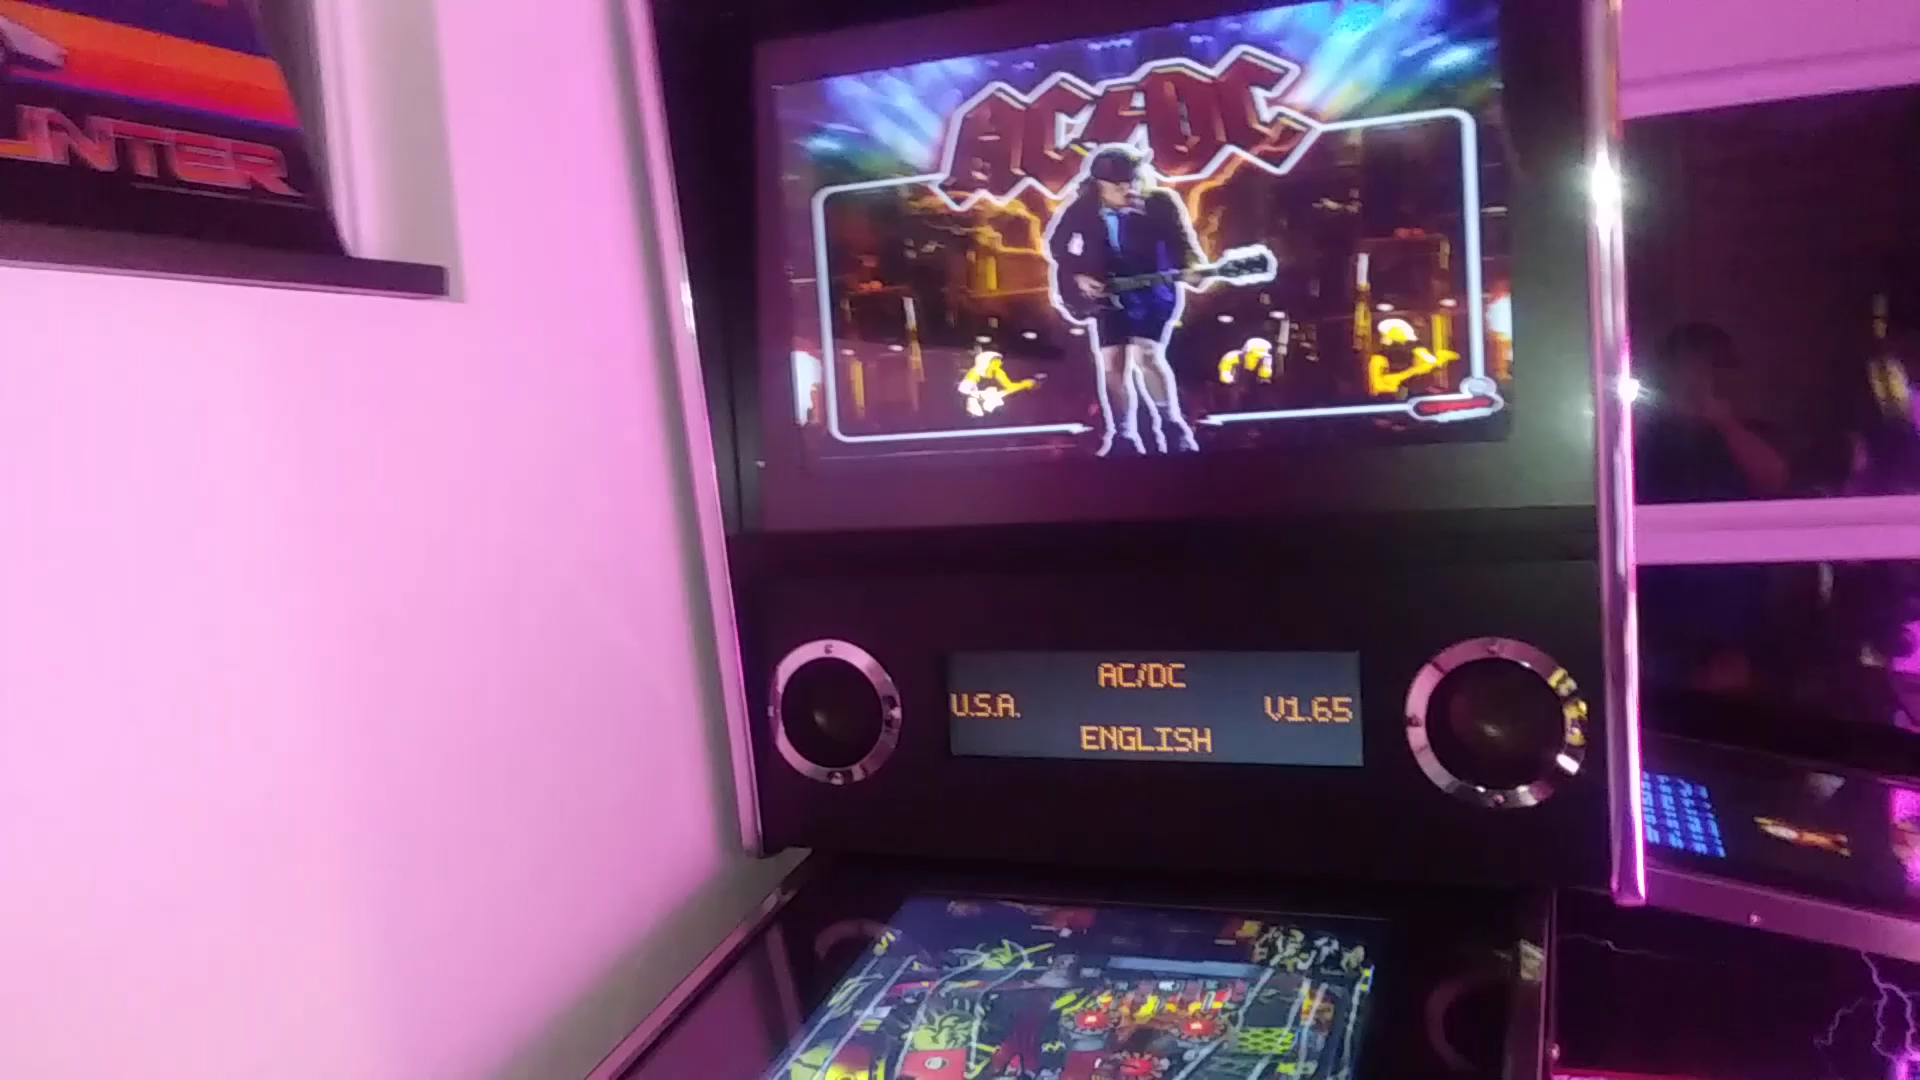 UNTER
AC/DC
AC/DC
U.S.A. V1.65
ENGLISH